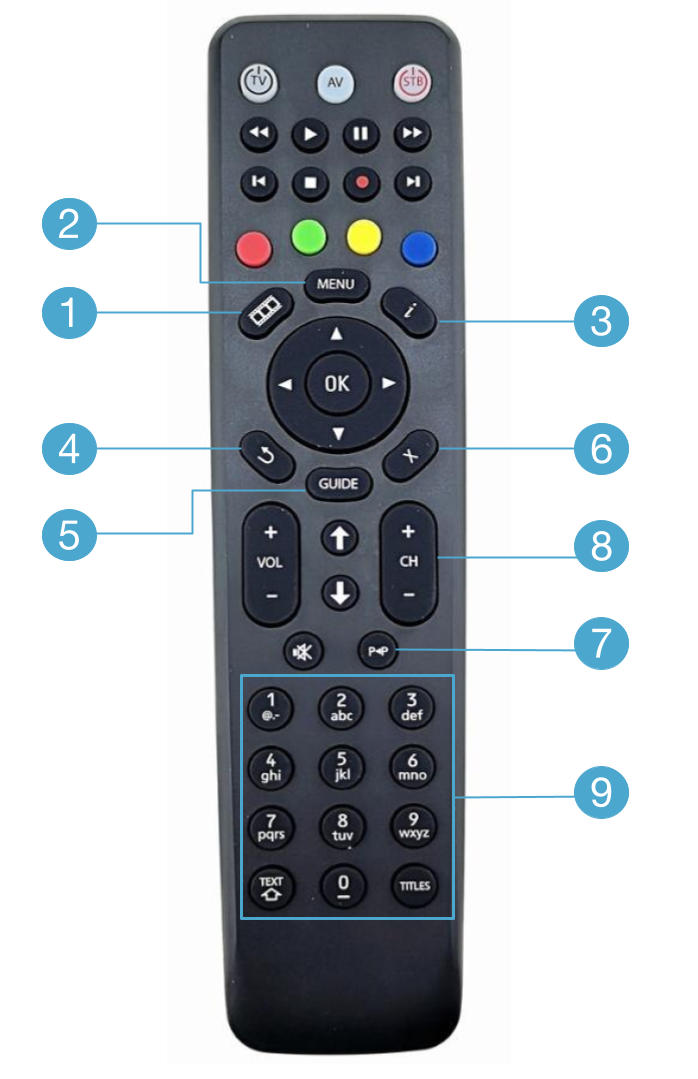 TV AV STB
2
MENU
1
i
3
OK
4
X
6
GUIDE
5
+ +
VOL CH
8
- -
P◂P
7
1 2 3
@.- abc def
4 5 6
ghi jkl mno
9
7 8 9
pqrs tuv wxyz
TEXT 0 TITLES